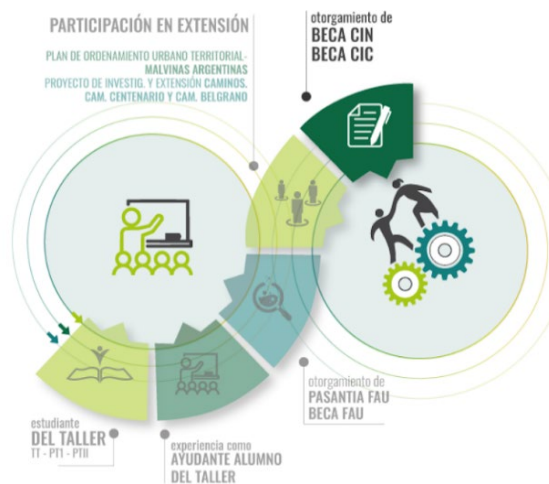 PARTICIPACIÓN EN EXTENSIÓN
PLAN DE ORDENAMIENTO URBANO TERRITORIAL-
MALVINAS ARGENTINAS
PROYECTO DE INVESTIG. Y EXTENSIÓN CAMINOS.
CAM. CENTENARIO Y CAM. BELGRANO
otorgamiento de
BECA CIN
BECA CIC
otorgamiento de
PASANTIA FAU
BECA FAU
estudiante
DEL TALLER
TT - PT1 - PTII
experiencia como
AYUDANTE ALUMNO
DEL TALLER